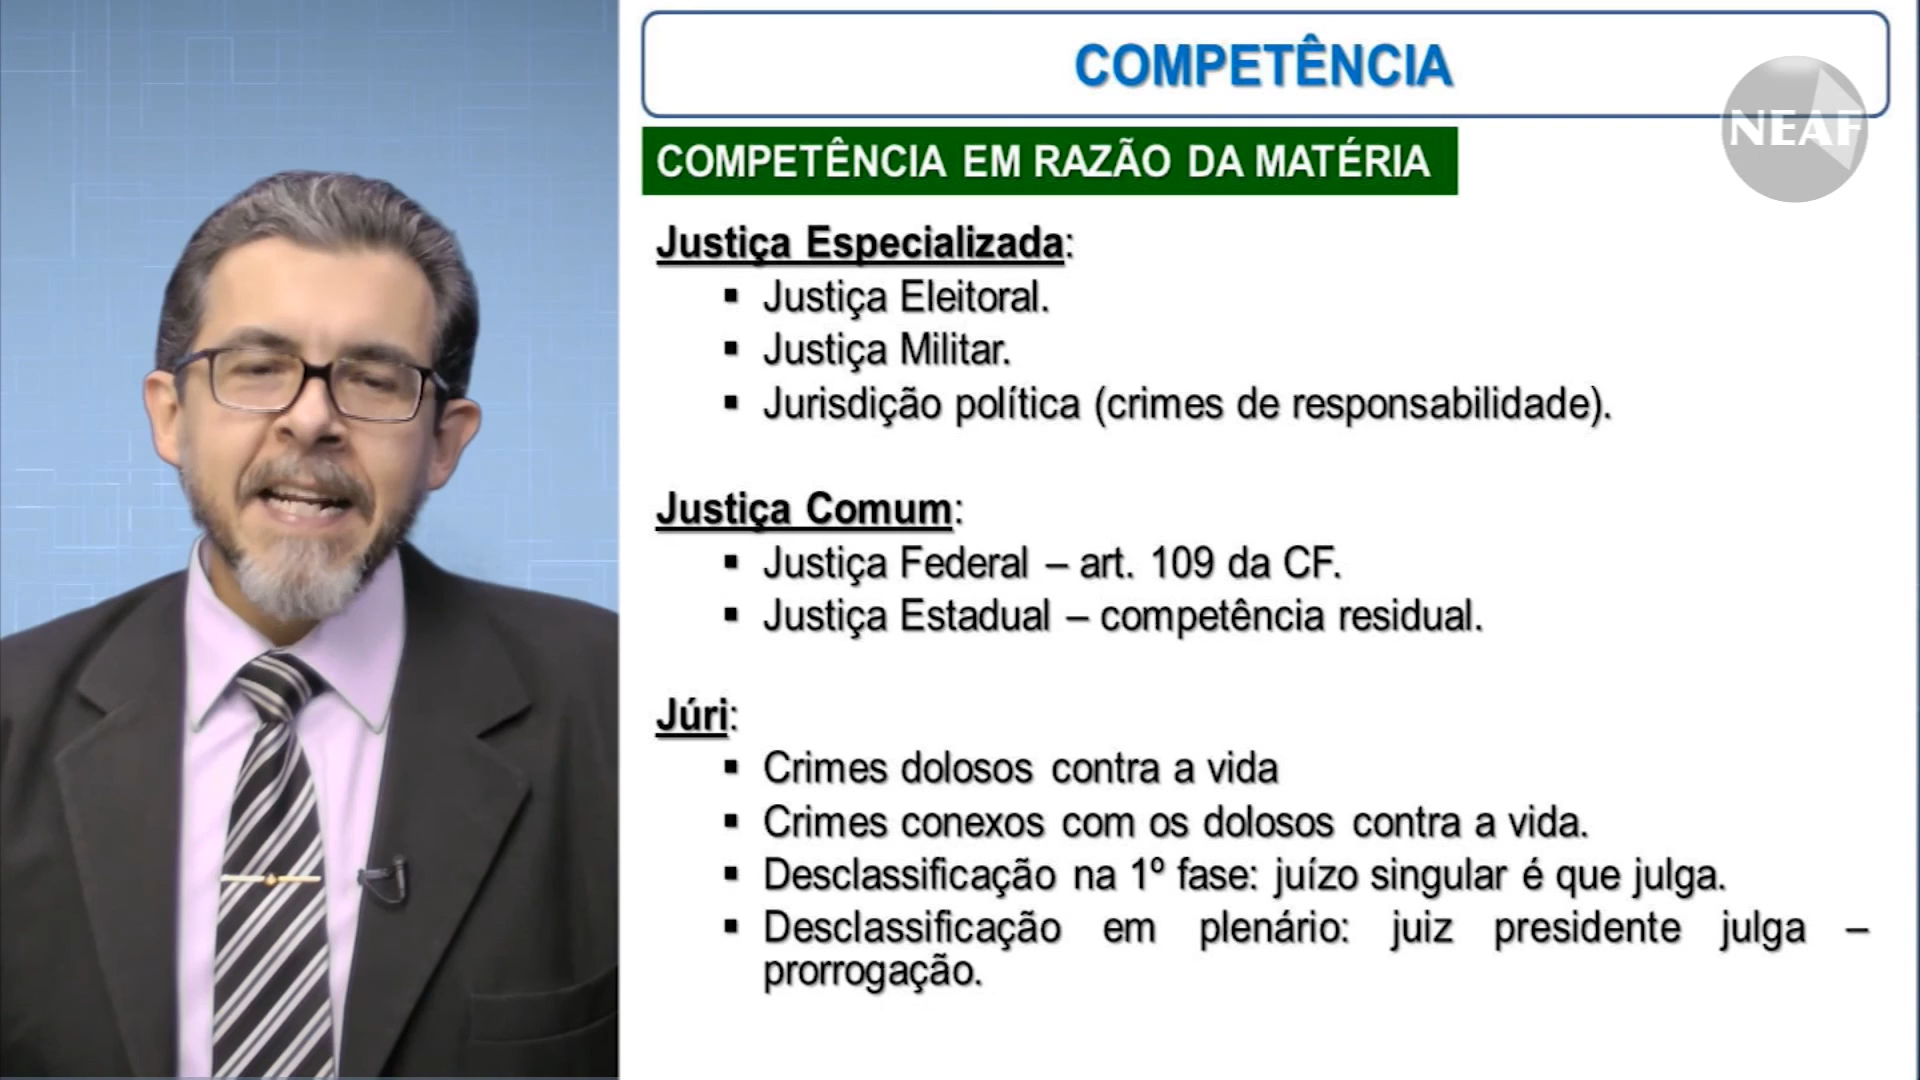 COMPETÊNCIA
NEAF
COMPETÊNCIA EM RAZÃO DA MATÉRIA
Justiça Especializada:
▪ Justiça Eleitoral.
▪ Justiça Militar.
▪ Jurisdição política (crimes de responsabilidade).
Justiça Comum:
▪ Justiça Federal – art. 109 da CF.
▪ Justiça Estadual – competência residual.
Júri:
▪ Crimes dolosos contra a vida
▪ Crimes conexos com os dolosos contra a vida.
▪ Desclassificação na 1º fase: juízo singular é que julga.
▪ Desclassificação em plenário: juiz presidente julga –
prorrogação.